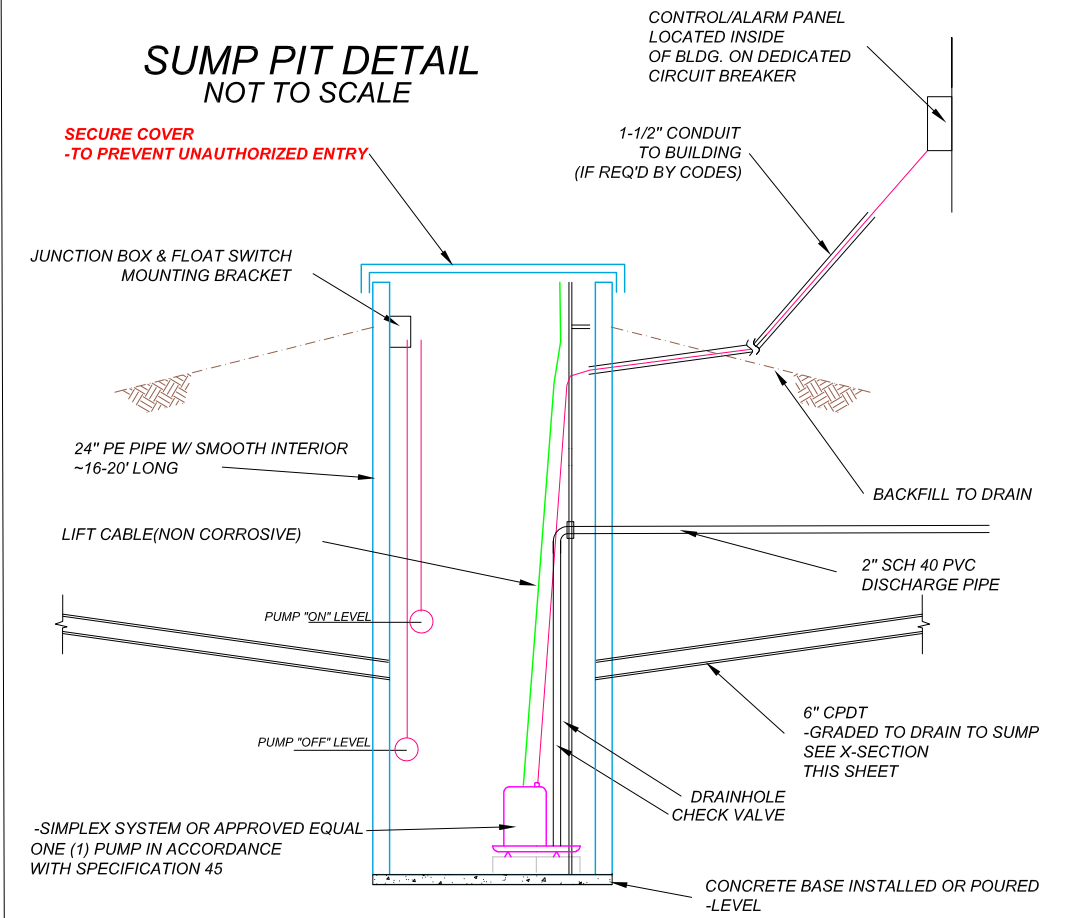 SUMP PIT DETAIL
NOT TO SCALE
CONTROL/ALARM PANEL
LOCATED INSIDE
OF BLDG. ON DEDICATED
CIRCUIT BREAKER
SECURE COVER
-TO PREVENT UNAUTHORIZED ENTRY
1-1/2" CONDUIT
TO BUILDING
(IF REQ'D BY CODES)
JUNCTION BOX & FLOAT SWITCH
MOUNTING BRACKET
24" PE PIPE W/ SMOOTH INTERIOR
~16-20' LONG
BACKFILL TO DRAIN
LIFT CABLE(NON CORROSIVE)
2" SCH 40 PVC
DISCHARGE PIPE
PUMP "ON" LEVEL
PUMP "OFF" LEVEL
6" CPDT
-GRADED TO DRAIN TO SUMP
SEE X-SECTION
THIS SHEET
DRAINHOLE
CHECK VALVE
-SIMPLEX SYSTEM OR APPROVED EQUAL
ONE (1) PUMP IN ACCORDANCE
WITH SPECIFICATION 45
CONCRETE BASE INSTALLED OR POURED
-LEVEL